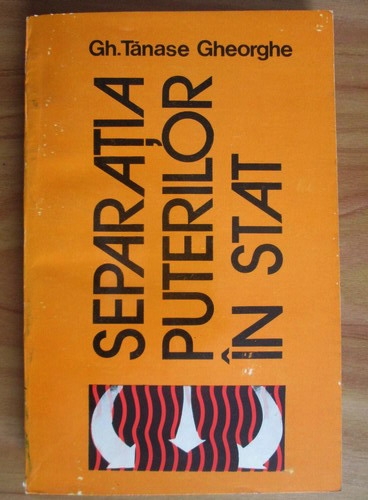 Gh.Tănase Gheorghe
SEPARAȚIA
PUTERILOR
ÎN STAT